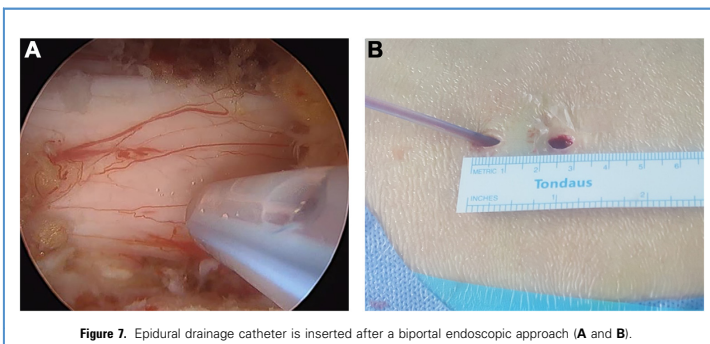 A
B
METRIC 1 2 3 4 5 6
Tondaus
INCHES 1 2
Figure 7. Epidural drainage catheter is inserted after a biportal endoscopic approach (A and B).